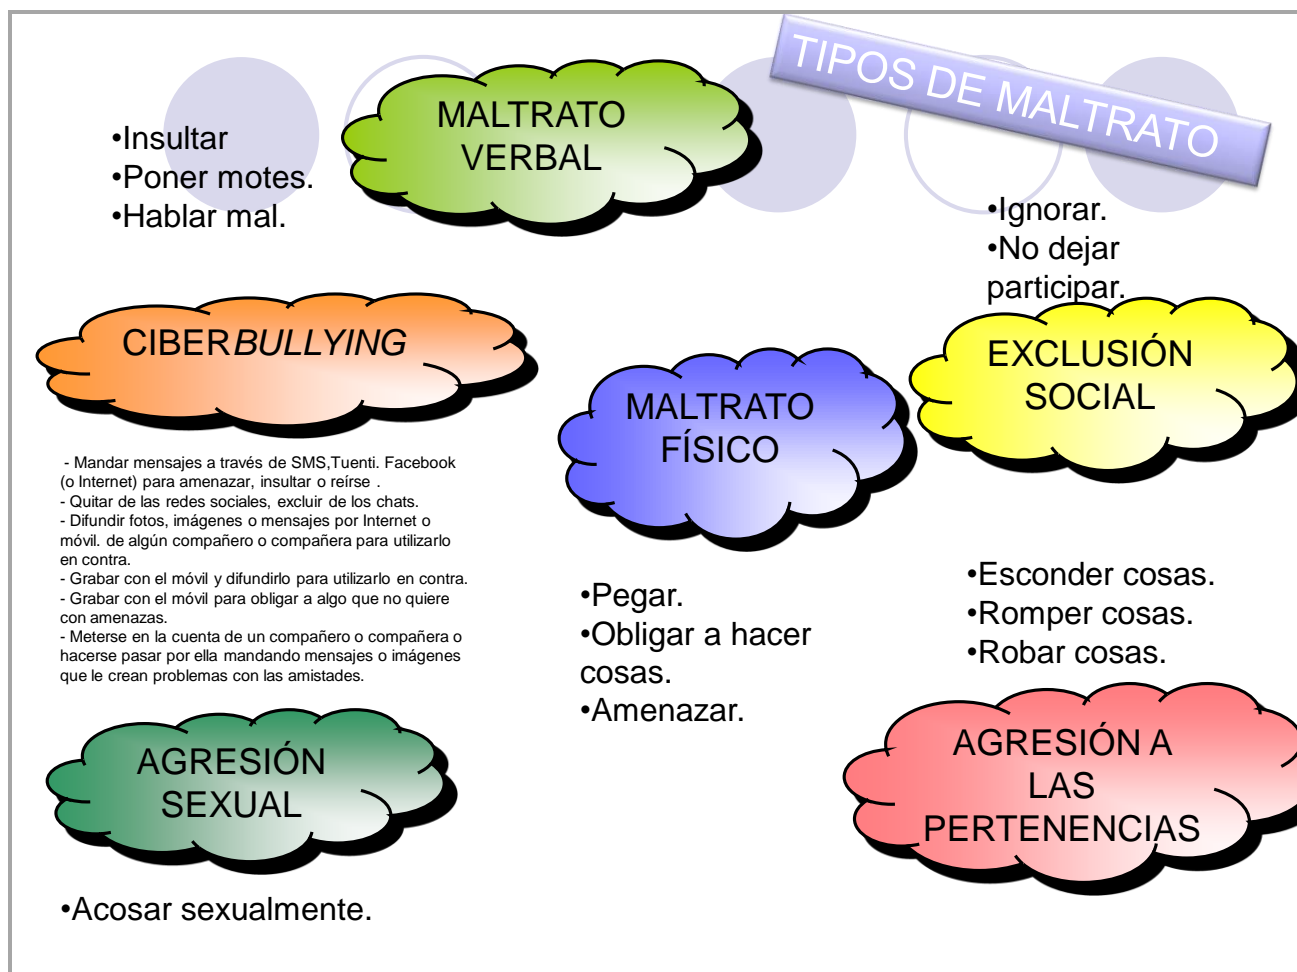 TIPOS DE MALTRATO
MALTRATO
VERBAL
•Insultar
•Poner motes.
•Hablar mal.
•Ignorar.
•No dejar
participar.
EXCLUSIÓN
SOCIAL
CIBERBULLYING
- Mandar mensajes a través de SMS,Tuenti. Facebook
(o Internet) para amenazar, insultar o reírse .
- Quitar de las redes sociales, excluir de los chats.
- Difundir fotos, imágenes o mensajes por Internet o
móvil. de algún compañero o compañera para utilizarlo
en contra.
- Grabar con el móvil y difundirlo para utilizarlo en contra.
- Grabar con el móvil para obligar a algo que no quiere
con amenazas.
- Meterse en la cuenta de un compañero o compañera o
hacerse pasar por ella mandando mensajes o imágenes
que le crean problemas con las amistades.
MALTRATO
FÍSICO
•Pegar.
•Obligar a hacer
cosas.
•Amenazar.
•Esconder cosas.
•Romper cosas.
•Robar cosas.
AGRESIÓN A
LAS
PERTENENCIAS
AGRESIÓN
SEXUAL
•Acosar sexualmente.